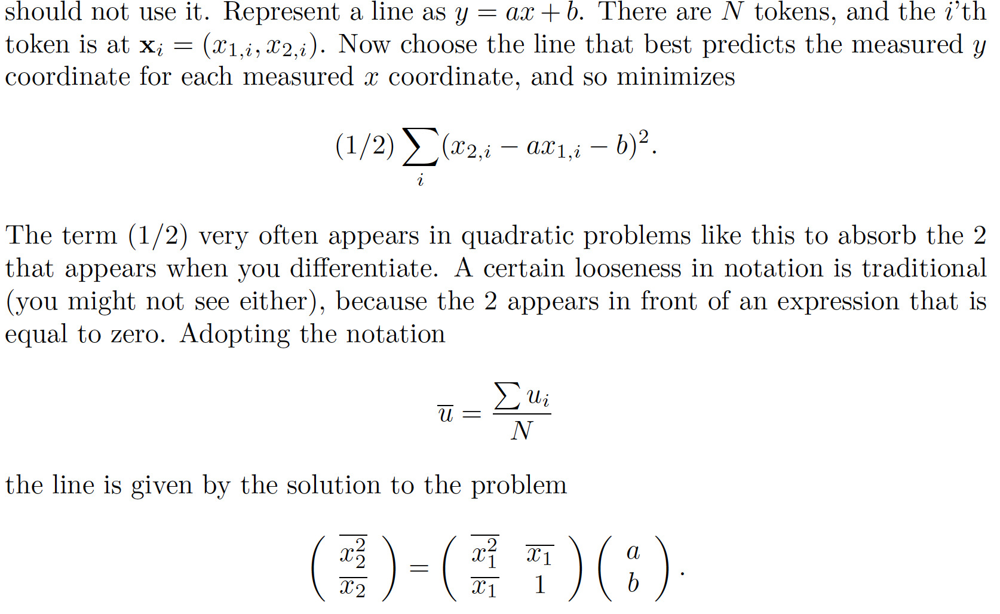 should not use it. Represent a line as y = ax + b. There are N tokens, and the i’th
token is at x_i = (x_{1,i}, x_{2,i}). Now choose the line that best predicts the measured y
coordinate for each measured x coordinate, and so minimizes
(1/2) \sum_i (x_{2,i} − ax_{1,i} − b)^2.
The term (1/2) very often appears in quadratic problems like this to absorb the 2
that appears when you differentiate. A certain looseness in notation is traditional
(you might not see either), because the 2 appears in front of an expression that is
equal to zero. Adopting the notation
\overline{u} = \frac{\sum u_i}{N}
the line is given by the solution to the problem
\begin{pmatrix} \overline{x_2^2} \\ \overline{x_2} \end{pmatrix} = \begin{pmatrix} \overline{x_1^2} & \overline{x_1} \\ \overline{x_1} & 1 \end{pmatrix} \begin{pmatrix} a \\ b \end{pmatrix}.